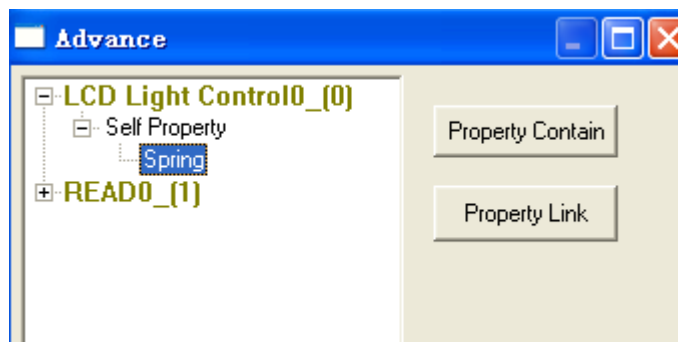 Advance
LCD Light Control0_(0)
Self Property
Spring
READ0_(1)
Property Contain
Property Link